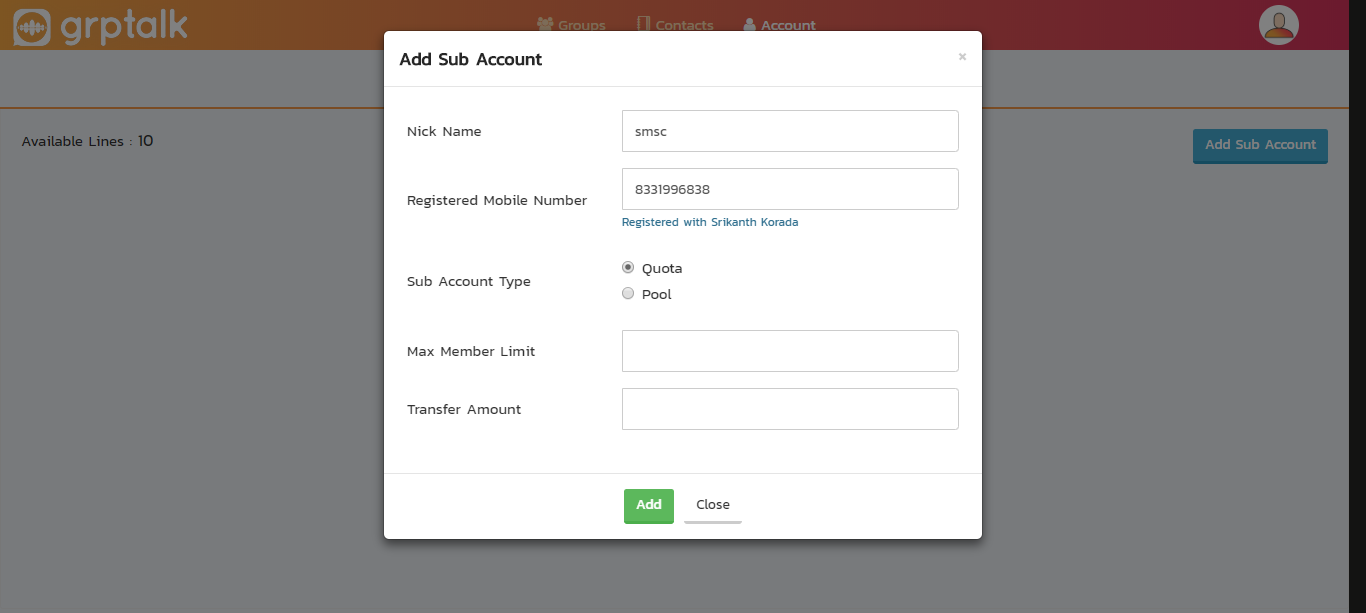 grptalk
Groups Contacts Account
Add Sub Account ×
Available Lines : 10
Add Sub Account
Nick Name smsc
Registered Mobile Number 8331996838
Registered with Srikanth Korada
Sub Account Type
Quota
Pool
Max Member Limit
Transfer Amount
Add Close